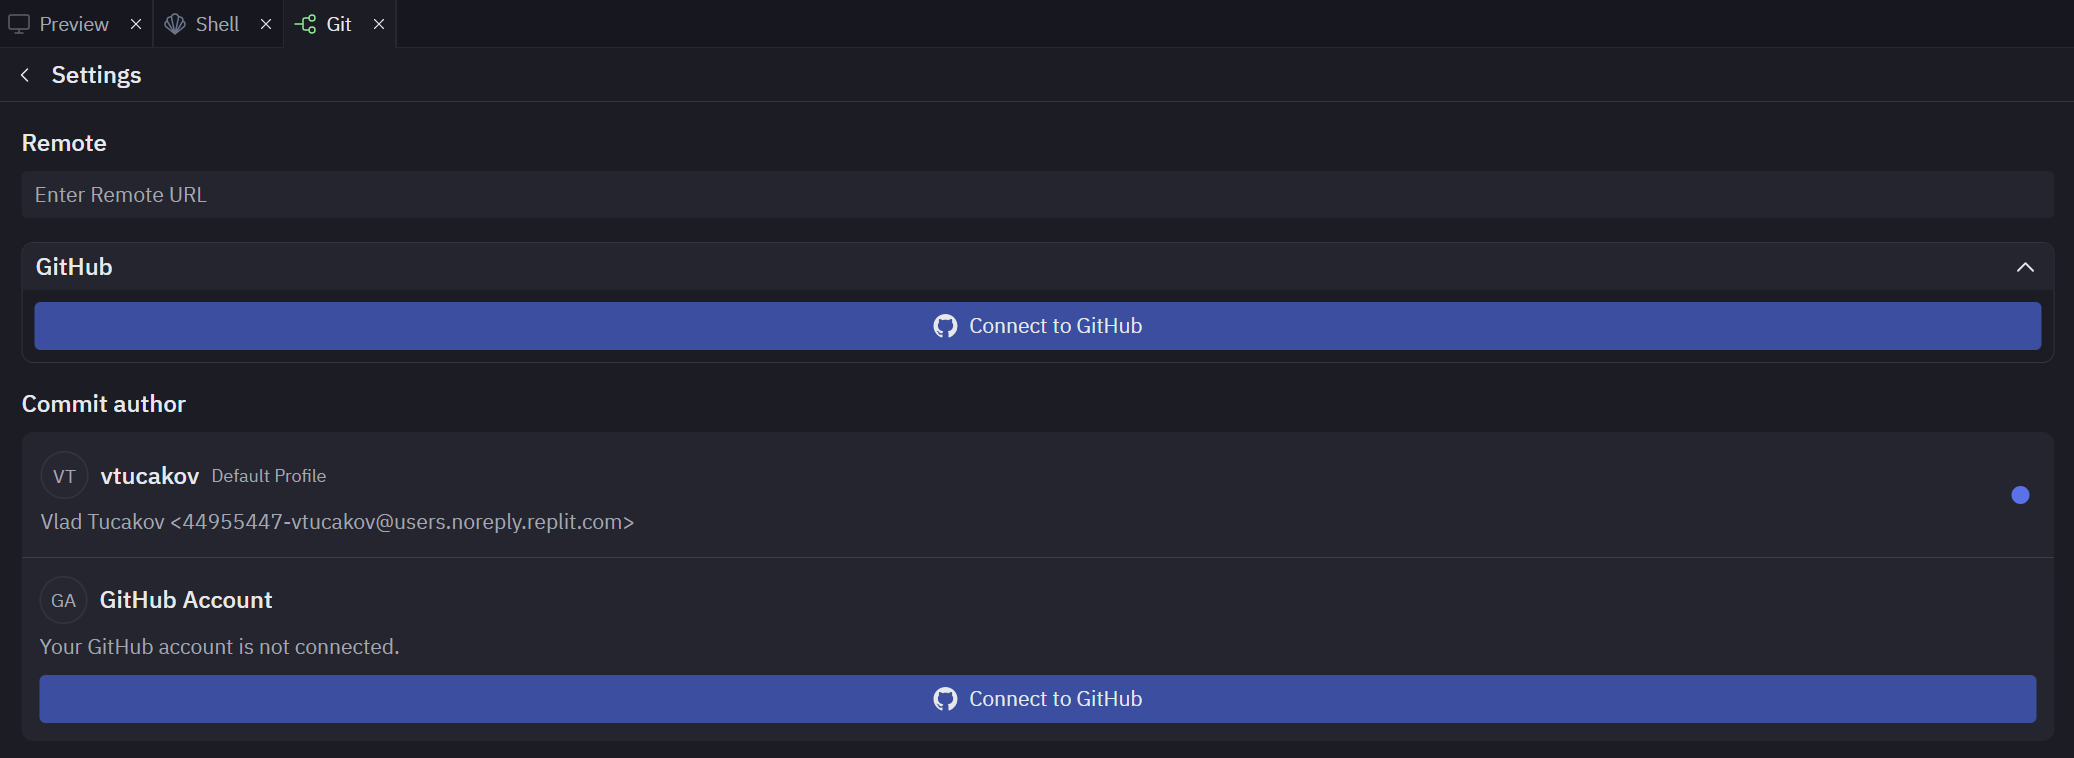 Preview
Shell
Git
Settings
Remote
Enter Remote URL
GitHub
Connect to GitHub
Commit author
VT vtucakov Default Profile
Vlad Tucakov <44955447-vtucakov@users.noreply.replit.com>
GA GitHub Account
Your GitHub account is not connected.
Connect to GitHub